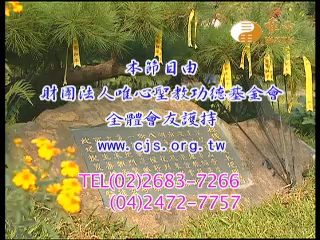 本節目由
財團法人唯心聖教功德基金會
全體會友護持
www.cjs.org.tw
TEL(02)2683-7266
(04)2472-7757